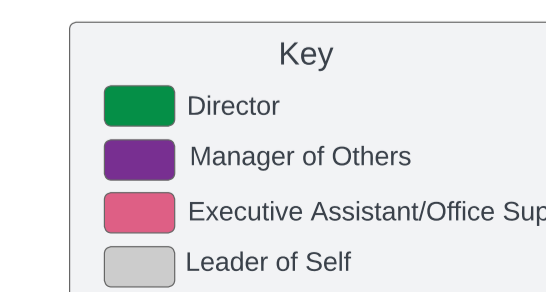 Key
Director
Manager of Others
Executive Assistant/Office Sup
Leader of Self